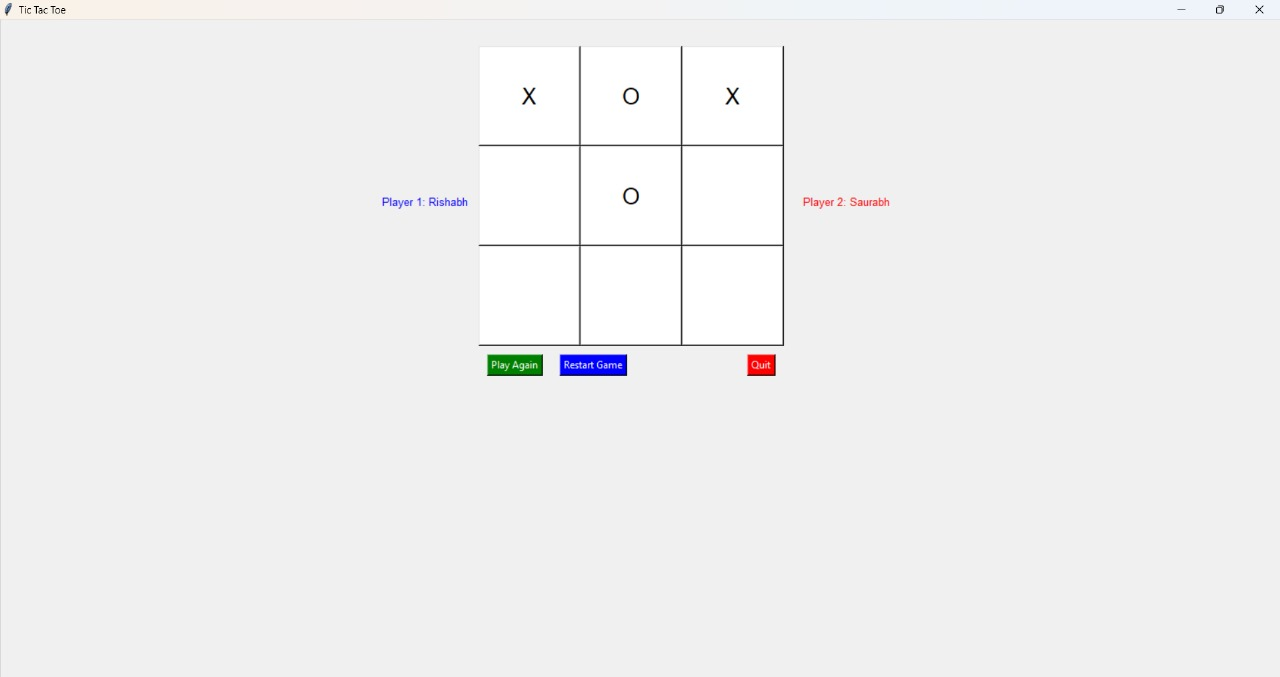 Tic Tac Toe
X O X
O
Player 1: Rishabh
Player 2: Saurabh
Play Again Restart Game Quit